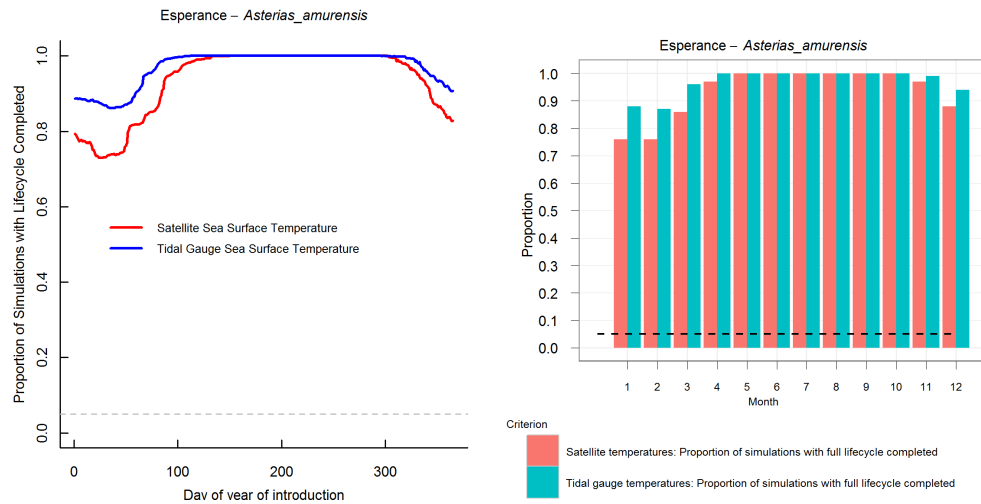 Esperance – Asterias_amurensis
Proportion of Simulations with Lifecycle Completed
1.0
0.8
0.6
0.4
0.2
0.0
Satellite Sea Surface Temperature
Tidal Gauge Sea Surface Temperature
0 100 200 300
Day of year of introduction
Esperance – Asterias_amurensis
Proportion
1.0
0.9
0.8
0.7
0.6
0.5
0.4
0.3
0.2
0.1
0.0
1 2 3 4 5 6 7 8 9 10 11 12
Month
Criterion
Satellite temperatures: Proportion of simulations with full lifecycle completed
Tidal gauge temperatures: Proportion of simulations with full lifecycle completed